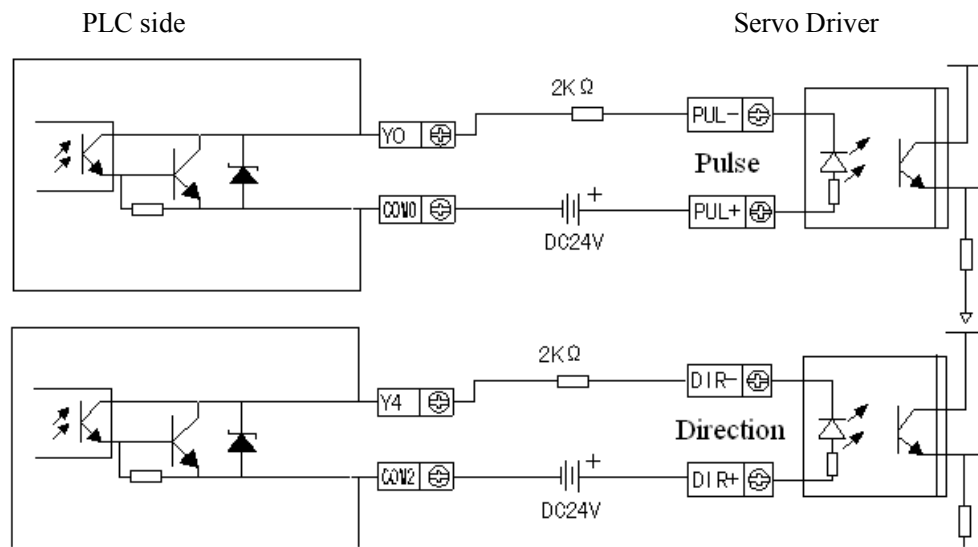 PLC side
Servo Driver
2KΩ
Y0
PUL-
Pulse
COM0
+
DC24V
PUL+
2KΩ
Y4
DIR-
Direction
COM2
+
DC24V
DIR+